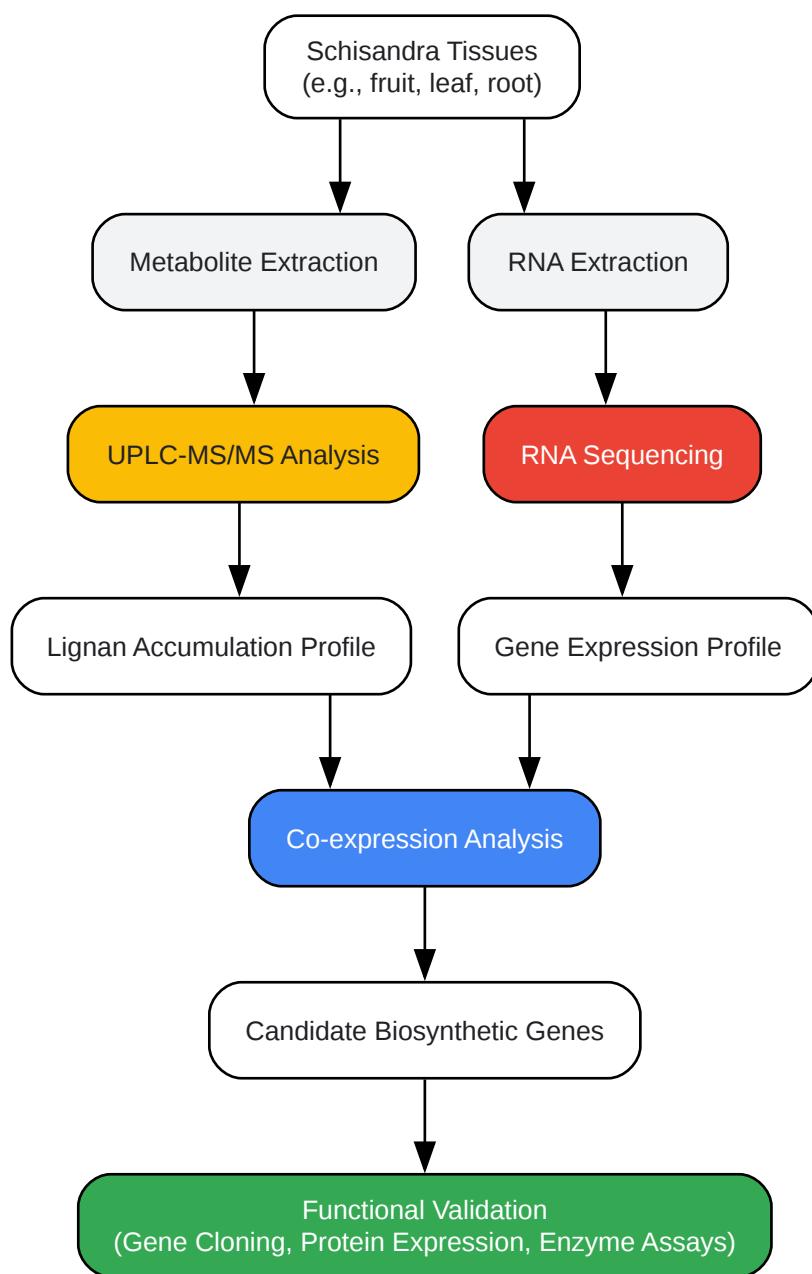 Schisandra Tissues
(e.g., fruit, leaf, root)
Metabolite Extraction
RNA Extraction
UPLC-MS/MS Analysis
RNA Sequencing
Lignan Accumulation Profile
Gene Expression Profile
Co-expression Analysis
Candidate Biosynthetic Genes
Functional Validation
(Gene Cloning, Protein Expression, Enzyme Assays)